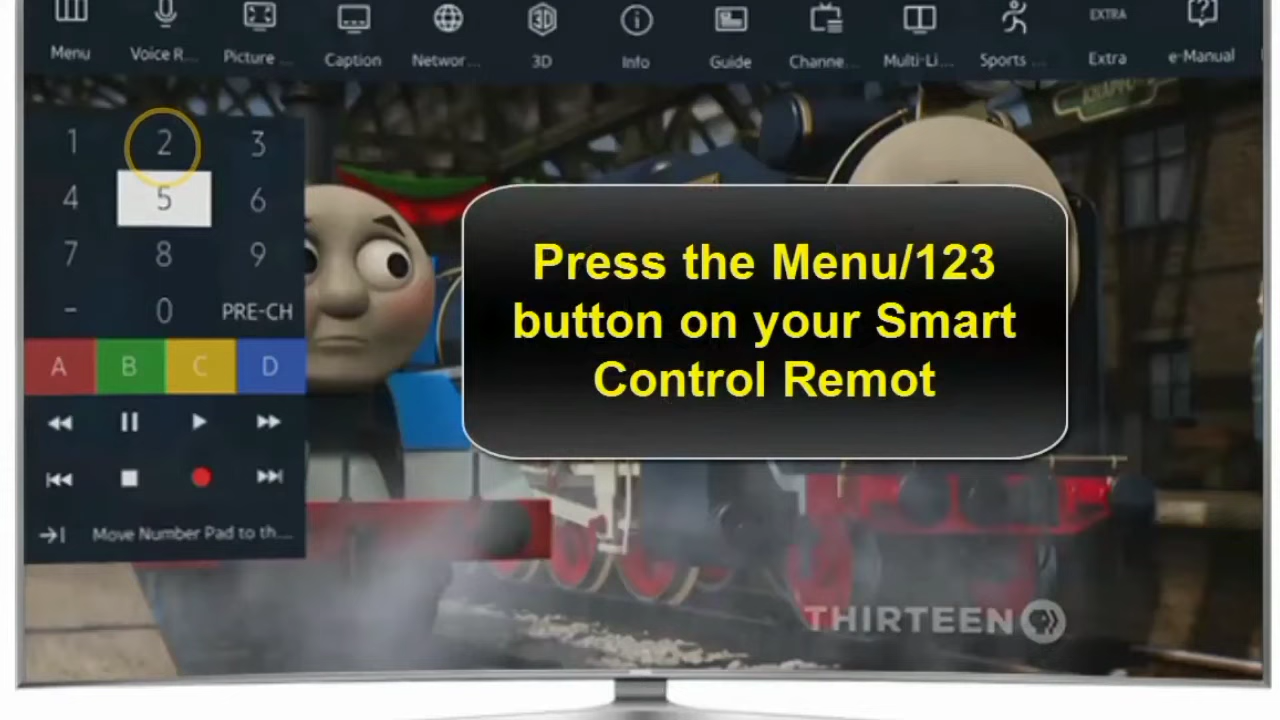 EXTRA
Menu Voice R... Picture ... Caption Networ... 3D Info Guide Channe... Multi-Li... Sports ... Extra e-Manual
1 2 3
4 5 6
7 8 9
- 0 PRE-CH
A B C D
Move Number Pad to th...
Press the Menu/123
button on your Smart
Control Remot
THIRTEEN